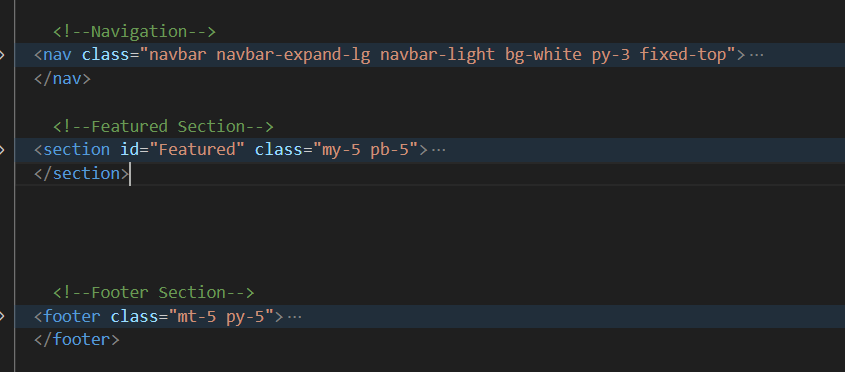 <!--Navigation-->
<nav class="navbar navbar-expand-lg navbar-light bg-white py-3 fixed-top">…
</nav>
<!--Featured Section-->
<section id="Featured" class="my-5 pb-5">…
</section>
<!--Footer Section-->
<footer class="mt-5 py-5">…
</footer>